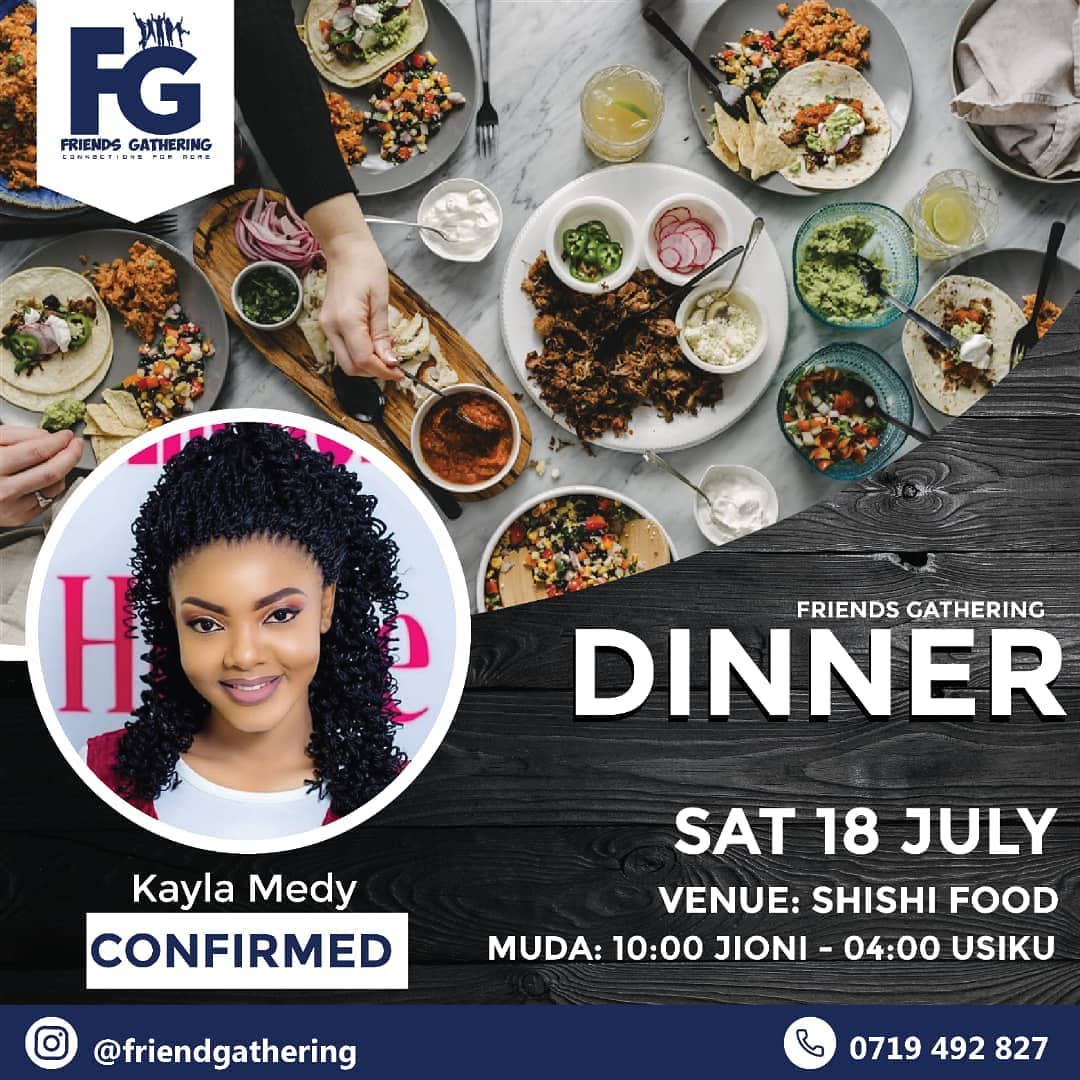 FG
FRIENDS GATHERING
CONNECTIONS FOR MORE
FRIENDS GATHERING
DINNER
SAT 18 JULY
VENUE: SHISHI FOOD
MUDA: 10:00 JIONI - 04:00 USIKU
Kayla Medy
CONFIRMED
@friendgathering
0719 492 827